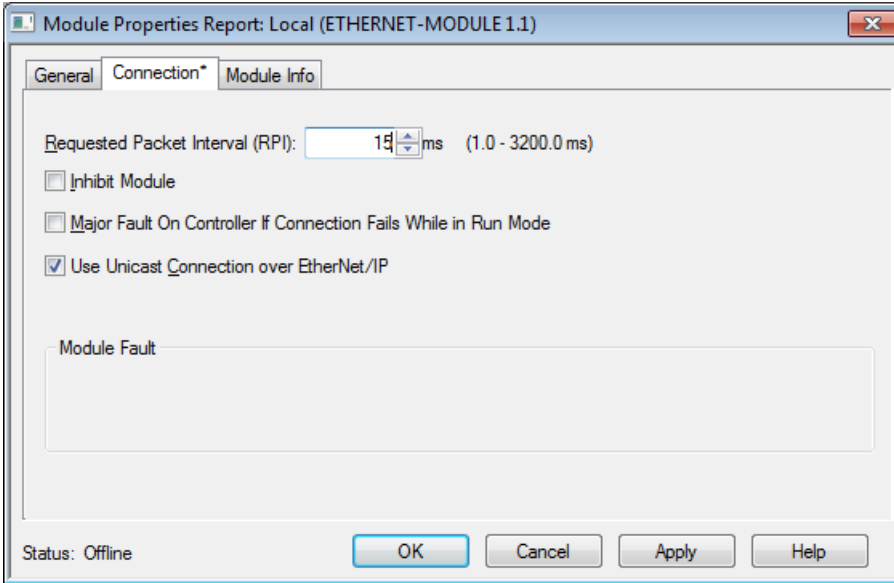 Module Properties Report: Local (ETHERNET-MODULE 1.1)
General Connection* Module Info
Requested Packet Interval (RPI): 15 ms (1.0 - 3200.0 ms)
Inhibit Module
Major Fault On Controller If Connection Fails While in Run Mode
Use Unicast Connection over EtherNet/IP
Module Fault
Status: Offline OK Cancel Apply Help